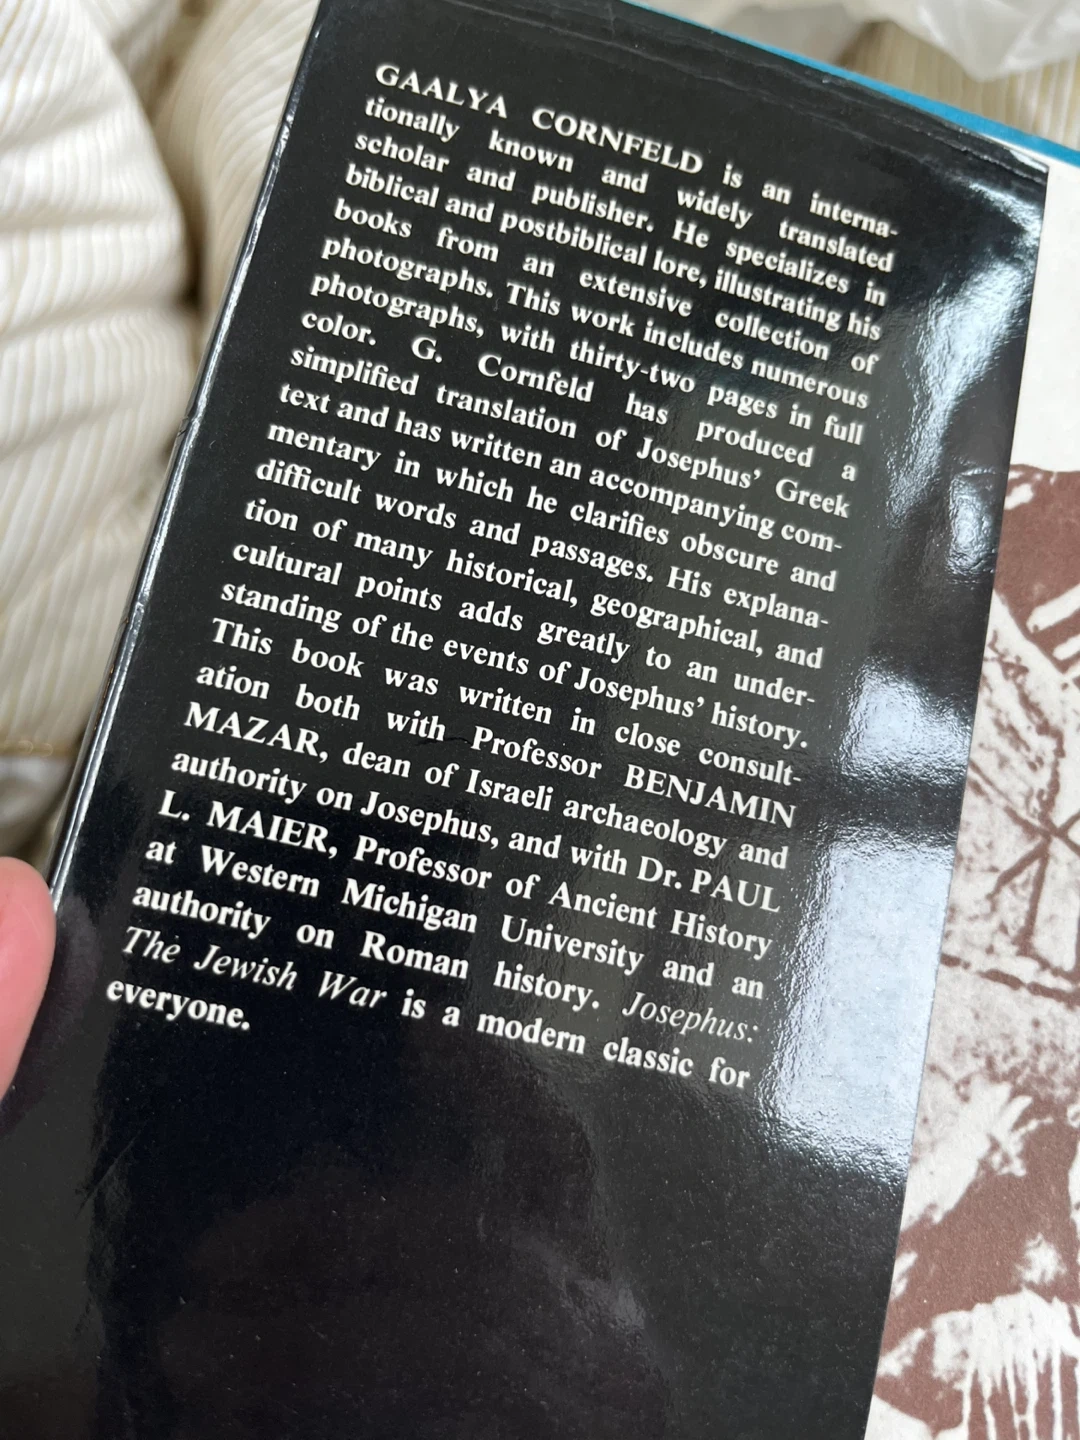 GAALYA CORNFELD is an interna-
tionally known and widely translated
scholar and publisher. He specializes in
biblical and postbiblical lore, illustrating his
books from an extensive collection of
photographs. This work includes numerous
photographs, with thirty-two pages in full
color. G. Cornfeld has produced a
simplified translation of Josephus' Greek
text and has written an accompanying com-
mentary in which he clarifies obscure and
difficult words and passages. His explana-
tion of many historical, geographical, and
cultural points adds greatly to an under-
standing of the events of Josephus' history.
This book was written in close consult-
ation both with Professor BENJAMIN
MAZAR, dean of Israeli archaeology and
authority on Josephus, and with Dr. PAUL
L. MAIER, Professor of Ancient History
at Western Michigan University and an
authority on Roman history. Josephus:
The Jewish War is a modern classic for
everyone.